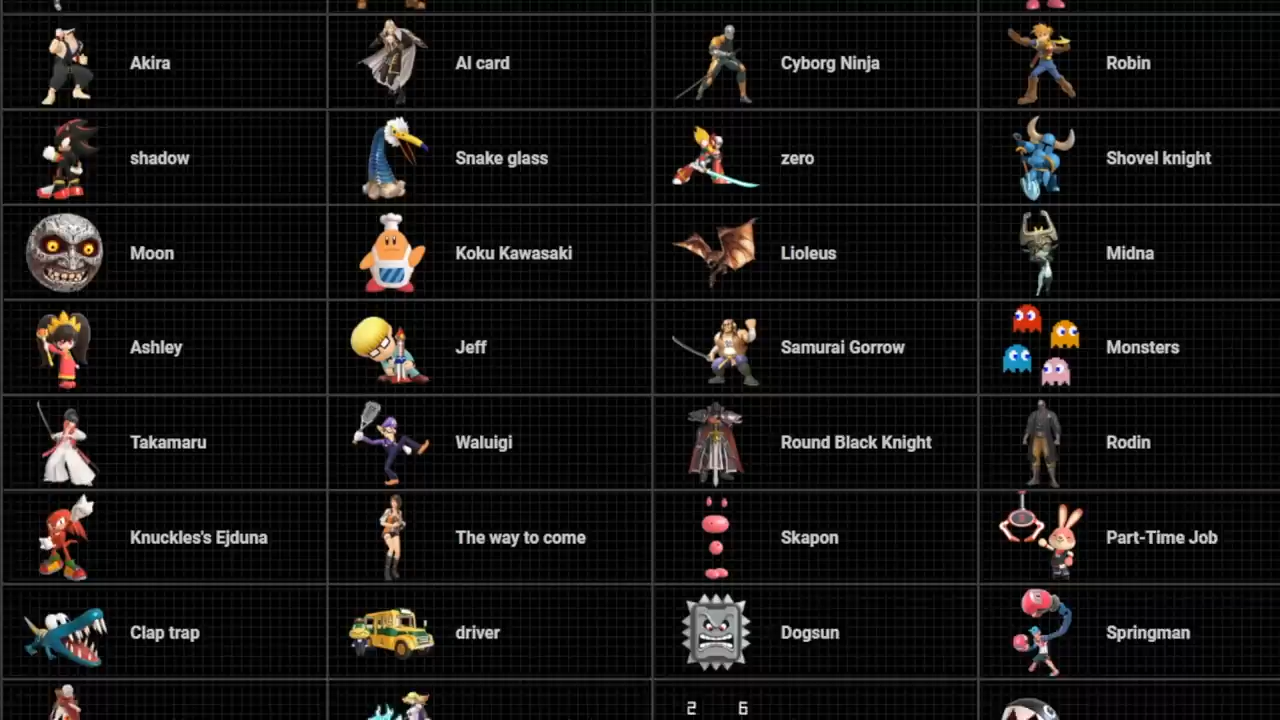 Akira
Al card
Cyborg Ninja
Robin
shadow
Snake glass
zero
Shovel knight
Moon
Koku Kawasaki
Lioleus
Midna
Ashley
Jeff
Samurai Gorrow
Monsters
Takamaru
Waluigi
Round Black Knight
Rodin
Knuckles's Ejduna
The way to come
Skapon
Part-Time Job
Clap trap
driver
Dogsun
Springman
2 6